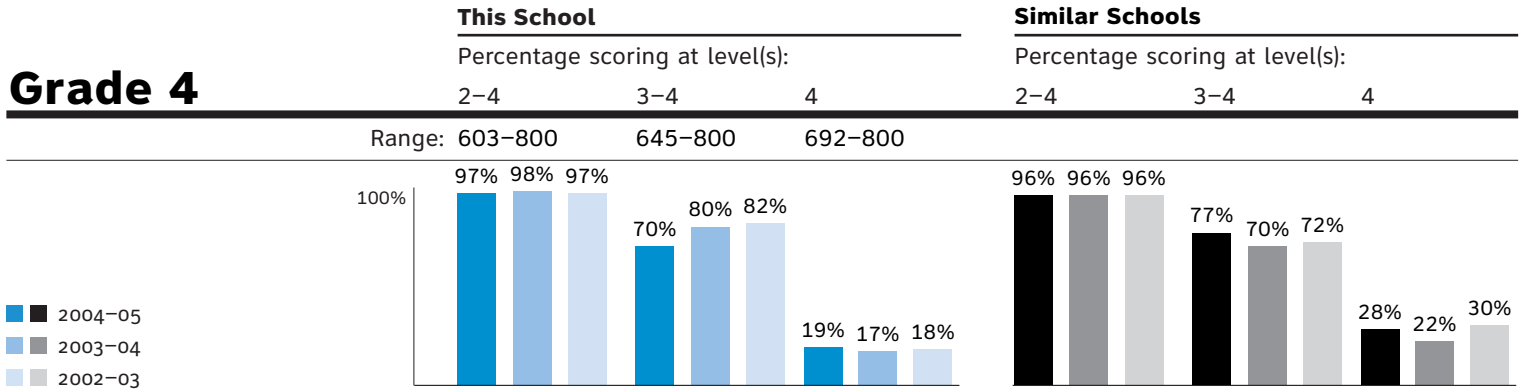 This School Similar Schools
Percentage scoring at level(s): Percentage scoring at level(s):
Grade 4 2–4 3–4 4 2–4 3–4 4
Range: 603–800 645–800 692–800
97% 98% 97% 70% 80% 82% 19% 17% 18%
96% 96% 96% 77% 70% 72% 28% 22% 30%
100%
2004–05
2003–04
2002–03